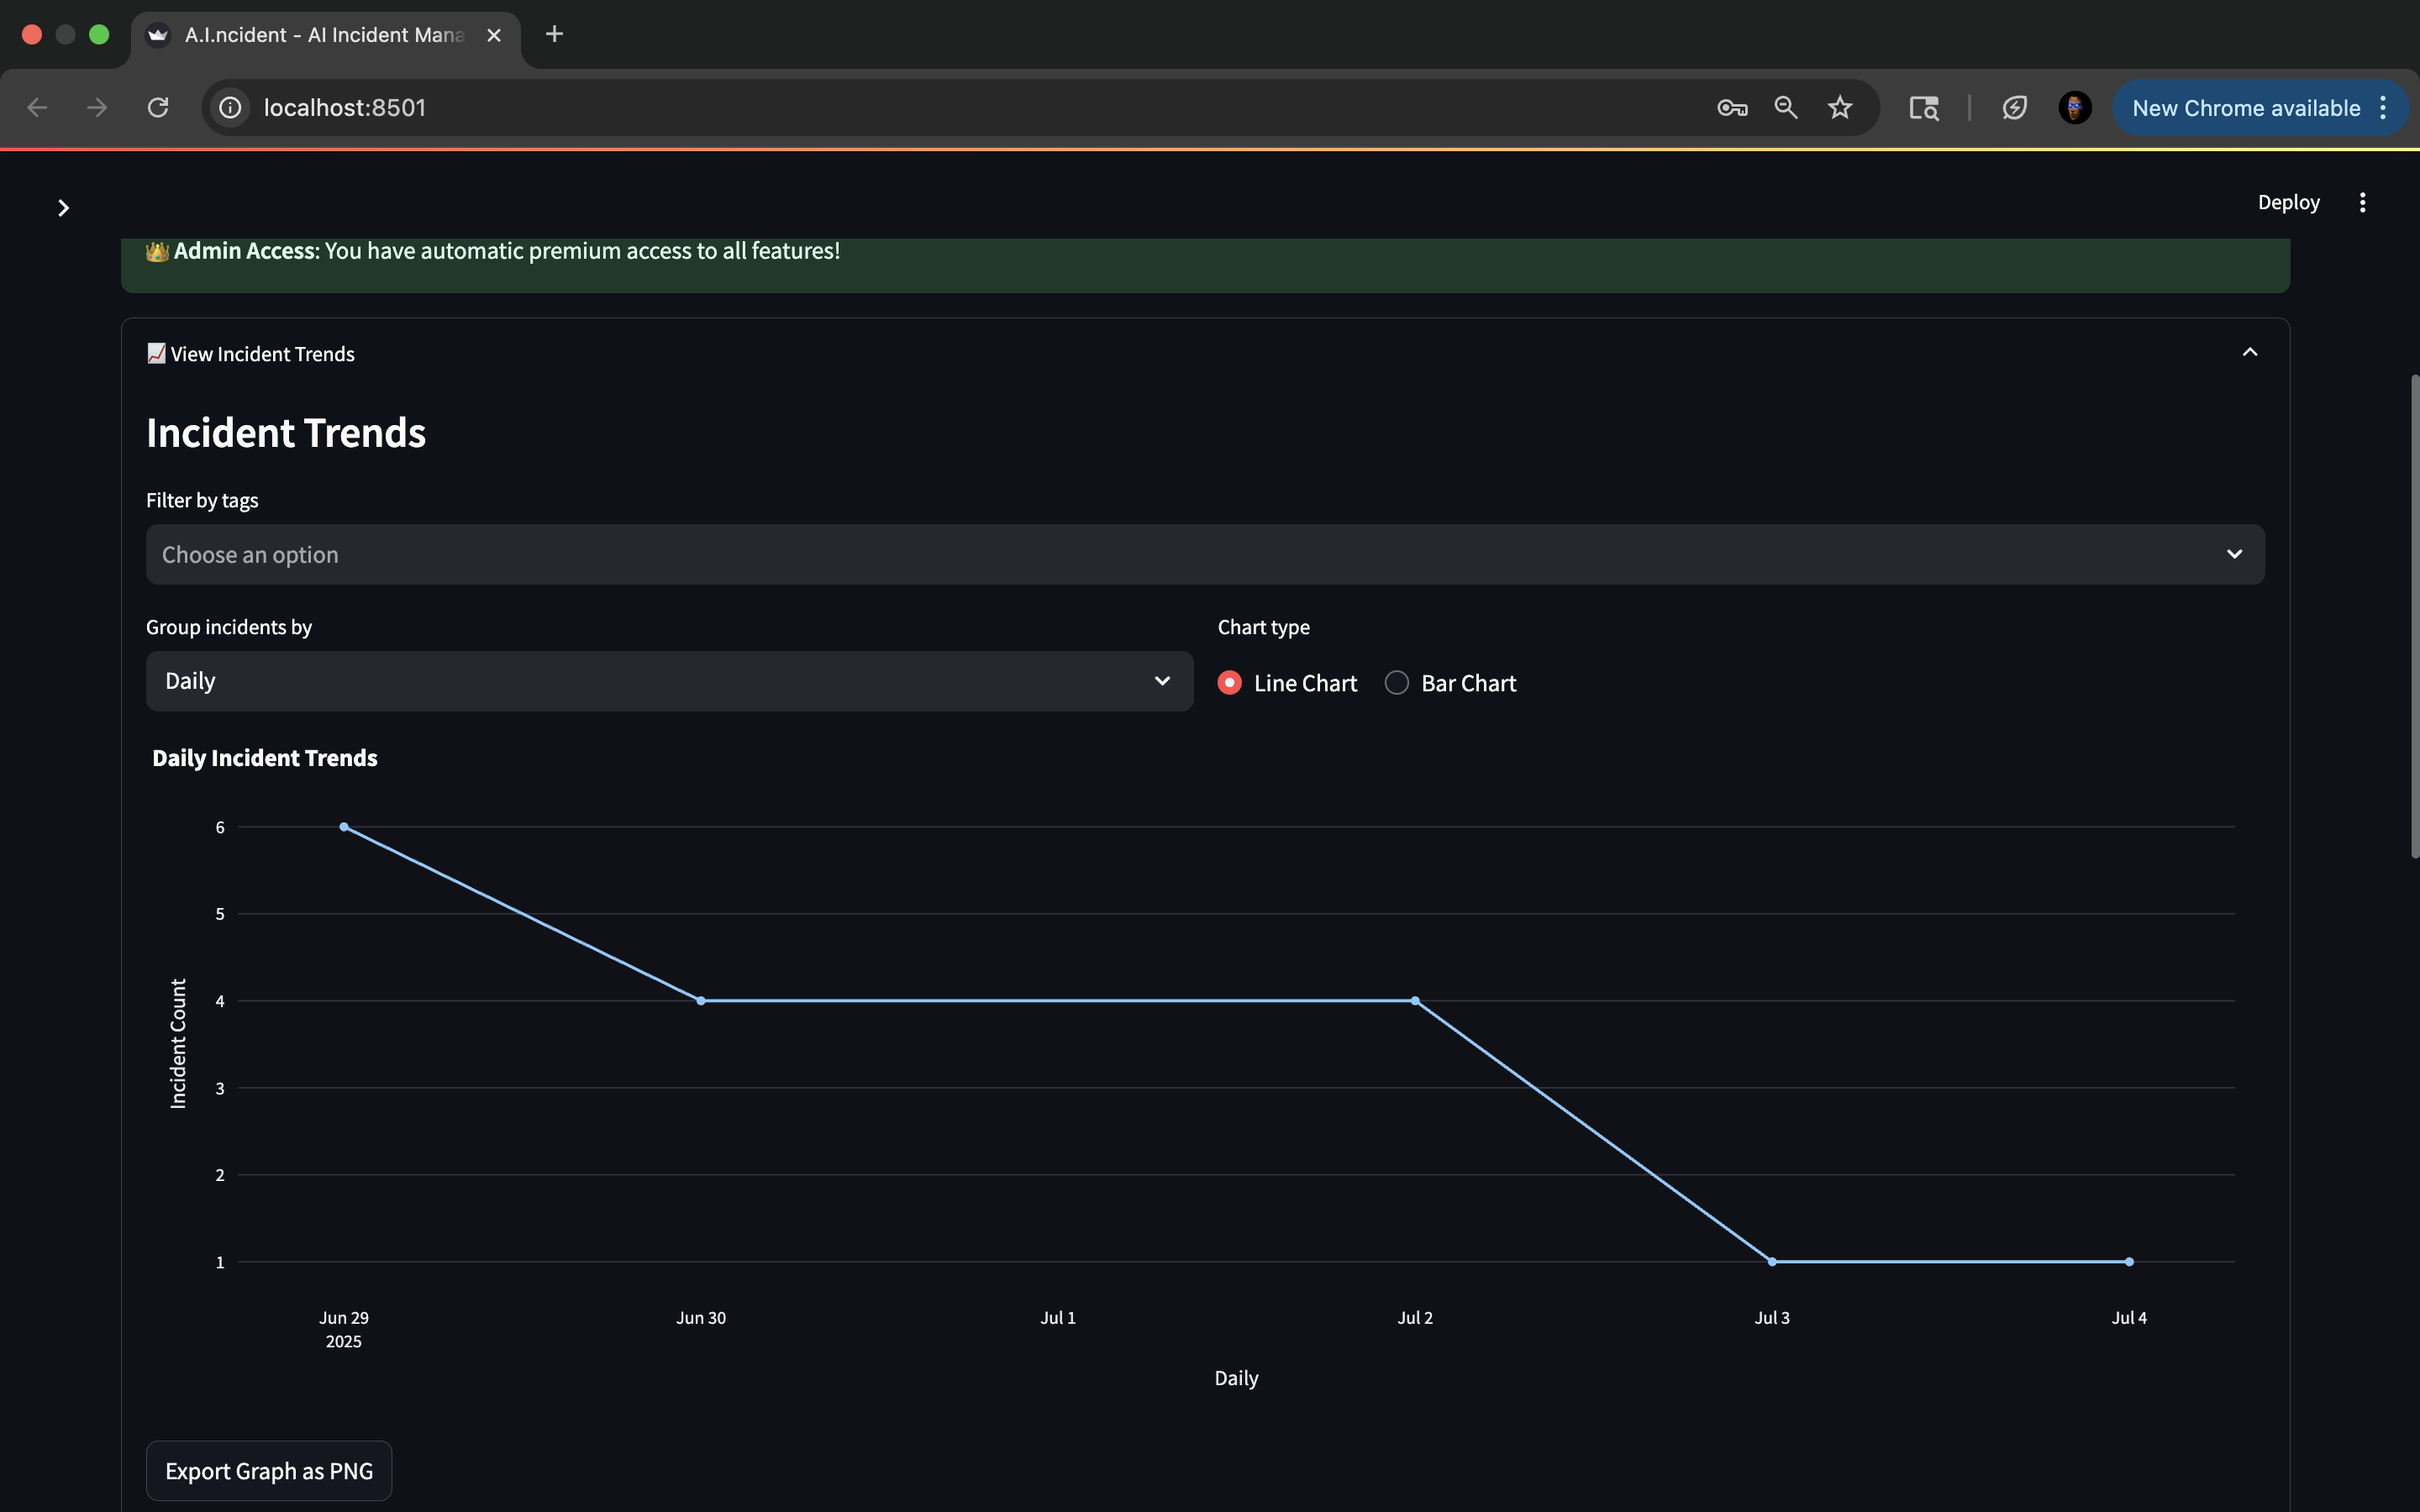 A.I.ncident - AI Incident Mana
localhost:8501
New Chrome available
Deploy
Admin Access: You have automatic premium access to all features!
View Incident Trends
Incident Trends
Filter by tags
Choose an option
Group incidents by
Chart type
Daily
Line Chart
Bar Chart
Daily Incident Trends
6
5
4
3
2
1
Incident Count
Jun 29
2025
Jun 30
Jul 1
Jul 2
Jul 3
Jul 4
Daily
Export Graph as PNG